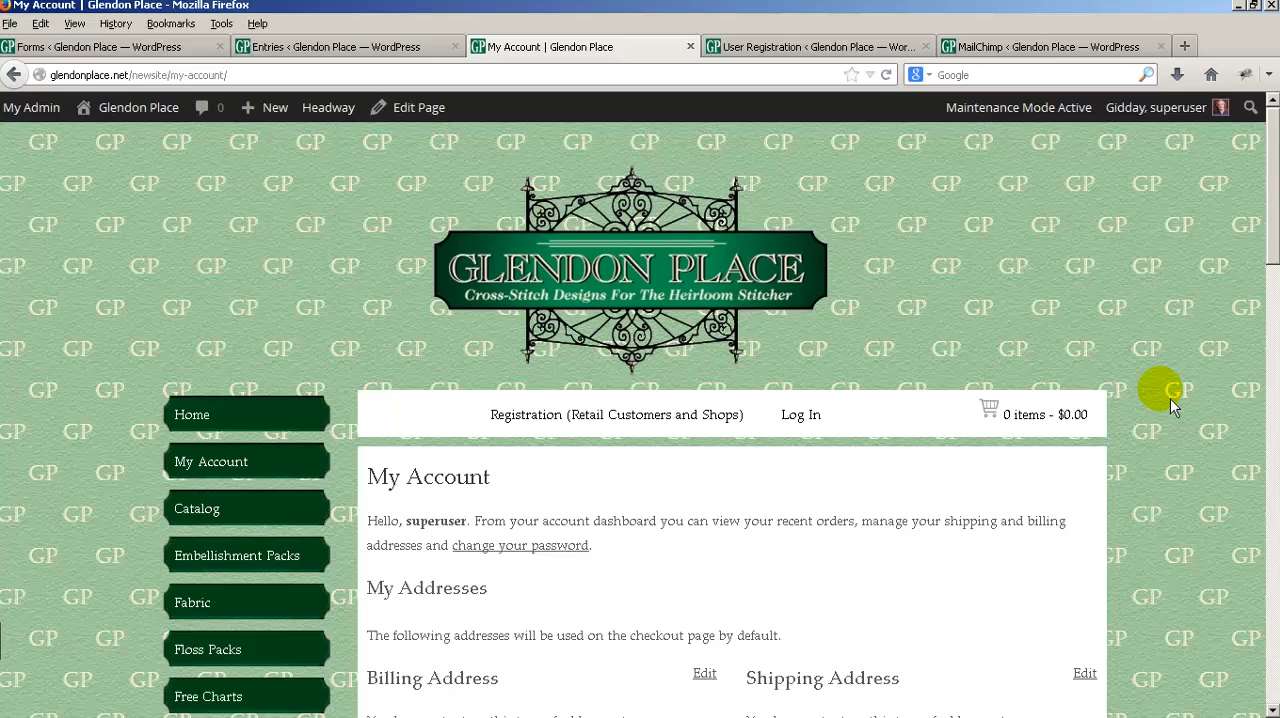 My Account | Glendon Place - Mozilla Firefox
File Edit View History Bookmarks Tools Help
Forms < Glendon Place — WordPress
Entries < Glendon Place — WordPress
My Account | Glendon Place
User Registration < Glendon Place — Wor...
MailChimp < Glendon Place — WordPress
glendonplace.net/newsite/my-account/
Google
My Admin Glendon Place 0 New Headway Edit Page
Maintenance Mode Active Gidday, superuser
GLENDON PLACE
Cross-Stitch Designs For The Heirloom Stitcher
Registration (Retail Customers and Shops) Log In 0 items - $0.00
Home
My Account
Catalog
Embellishment Packs
Fabric
Floss Packs
Free Charts
My Account
Hello, superuser. From your account dashboard you can view your recent orders, manage your shipping and billing
addresses and change your password.
My Addresses
The following addresses will be used on the checkout page by default.
Billing Address Edit
Shipping Address Edit